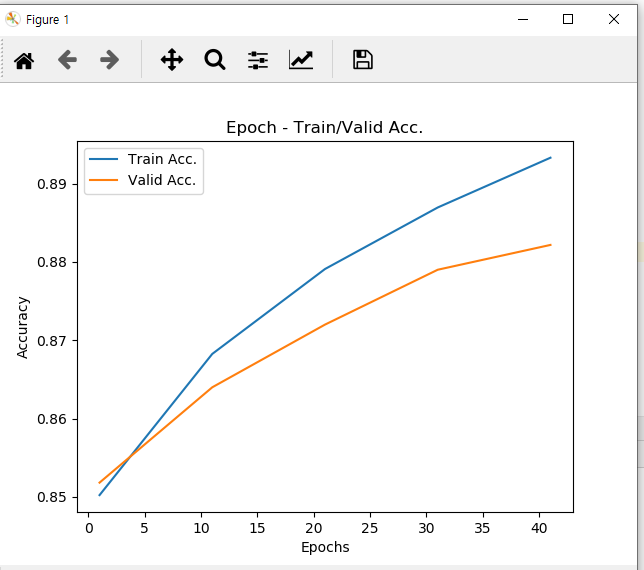 Figure 1
Epoch - Train/Valid Acc.
Train Acc.
Valid Acc.
0.89
0.88
0.87
0.86
0.85
Accuracy
0 5 10 15 20 25 30 35 40
Epochs